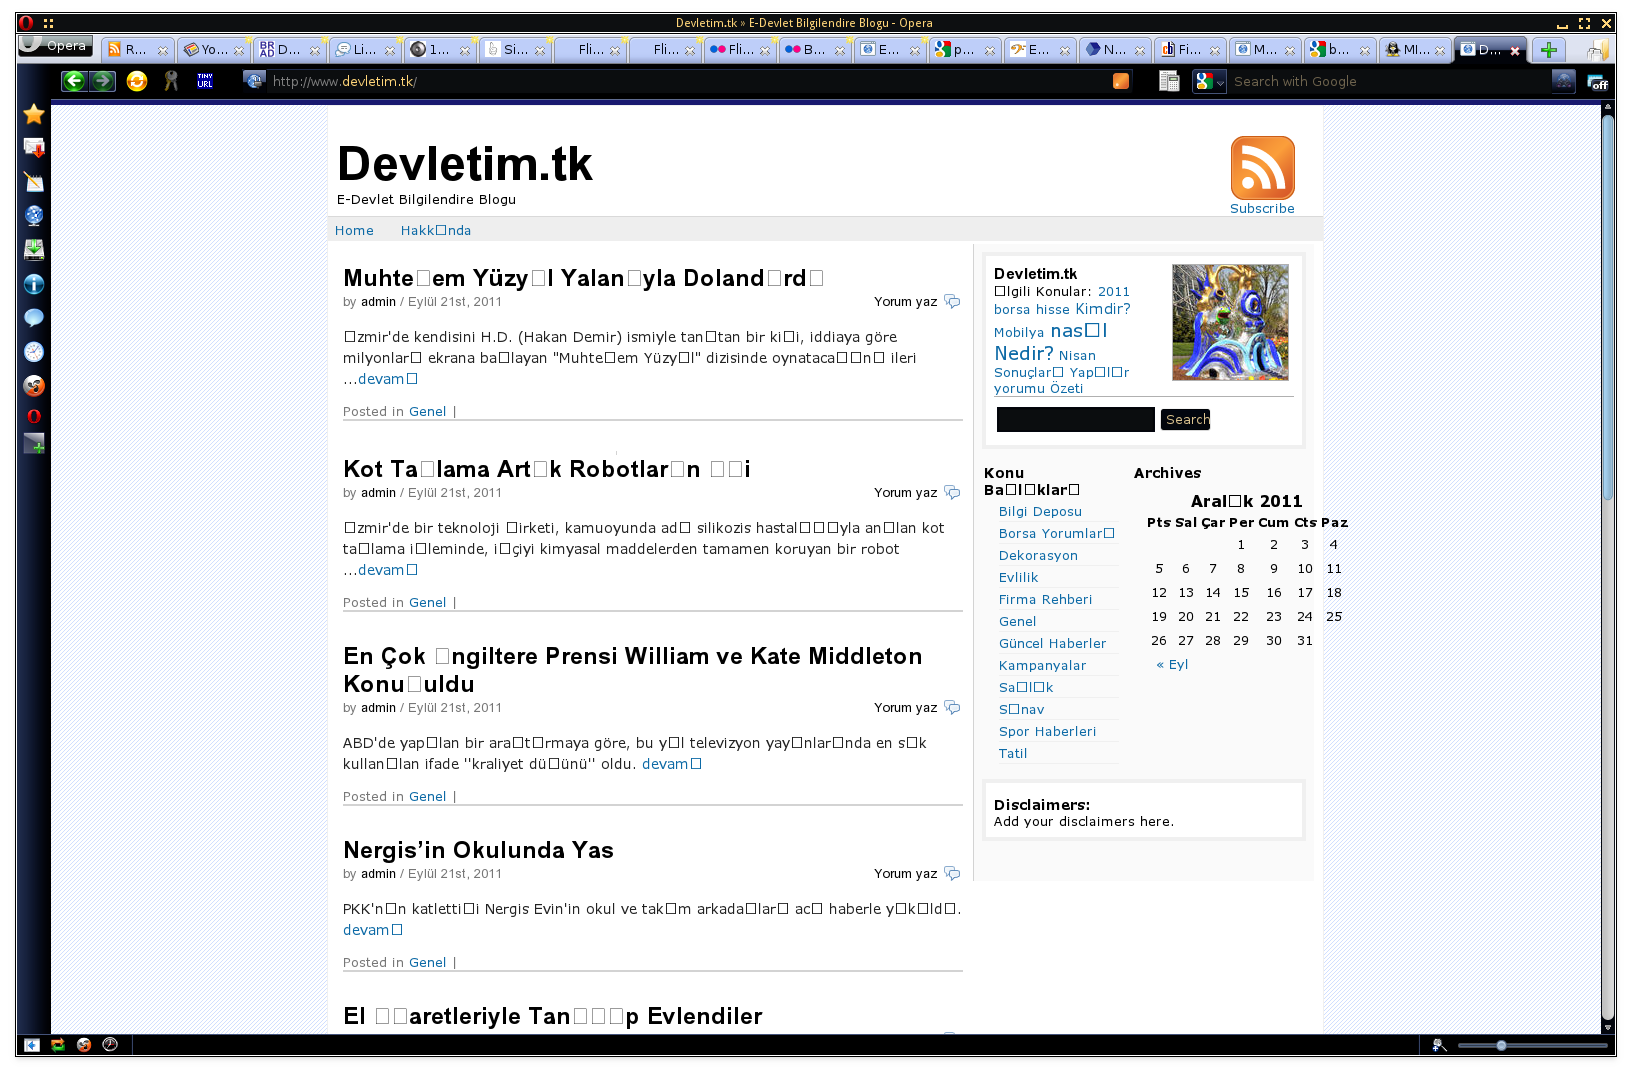 Devletim.tk » E-Devlet Bilgilendire Blogu - Opera
Opera
R...
Yo...
D...
Li...
1...
Si...
Fli...
Fli...
Fli...
B...
E...
p...
E...
N...
Fi...
M...
b...
MI...
D...
TINY URL
http://www.devletim.tk/
Search with Google
off
Devletim.tk
E-Devlet Bilgilendire Blogu
Subscribe
Home Hakk□nda
Muhte□em Yüzy□l Yalan□yla Doland□rd□
by admin / Eylül 21st, 2011 Yorum yaz
□zmir'de kendisini H.D. (Hakan Demir) ismiyle tan□tan bir ki□i, iddiaya göre
milyonlar□ ekrana ba□layan "Muhte□em Yüzy□l" dizisinde oynataca□□n□ ileri
...devam□
Posted in Genel |
Kot Ta□lama Art□k Robotlar□n □□i
by admin / Eylül 21st, 2011 Yorum yaz
□zmir'de bir teknoloji □irketi, kamuoyunda ad□ silikozis hastal□□□yla an□lan kot
ta□lama i□leminde, i□çiyi kimyasal maddelerden tamamen koruyan bir robot
...devam□
Posted in Genel |
En Çok □ngiltere Prensi William ve Kate Middleton
Konu□uldu
by admin / Eylül 21st, 2011 Yorum yaz
ABD'de yap□lan bir ara□t□rmaya göre, bu y□l televizyon yay□nlar□nda en s□k
kullan□lan ifade "kraliyet dü□ünü" oldu. devam□
Posted in Genel |
Nergis’in Okulunda Yas
by admin / Eylül 21st, 2011 Yorum yaz
PKK'n□n katletti□i Nergis Evin'in okul ve tak□m arkada□lar□ ac□ haberle y□k□ld□.
devam□
Posted in Genel |
El □□aretleriyle Tan□□□p Evlendiler
Devletim.tk
□lgili Konular: 2011
borsa hisse Kimdir?
Mobilya nas□l
Nedir? Nisan
Sonuçlar□ Yap□l□r
yorumu Özeti
Search
Konu
Ba□l□klar□
Bilgi Deposu
Borsa Yorumlar□
Dekorasyon
Evlilik
Firma Rehberi
Genel
Güncel Haberler
Kampanyalar
Sa□l□k
S□nav
Spor Haberleri
Tatil
Archives
Aral□k 2011
Pts Sal Çar Per Cum Cts Paz
1 2 3 4
5 6 7 8 9 10 11
12 13 14 15 16 17 18
19 20 21 22 23 24 25
26 27 28 29 30 31
« Eyl
Disclaimers:
Add your disclaimers here.